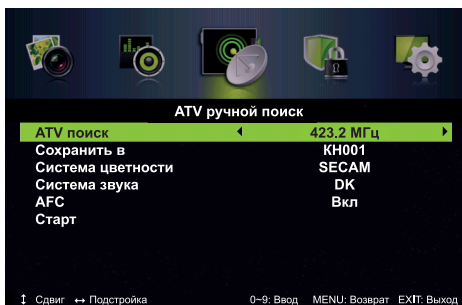 ATV ручной поиск
ATV поиск 423.2 МГц
Сохранить в КН001
Система цветности SECAM
Система звука DK
AFC Вкл
Старт
↕ Сдвиг ↔ Подстройка 0~9: Ввод MENU: Возврат EXIT: Выход